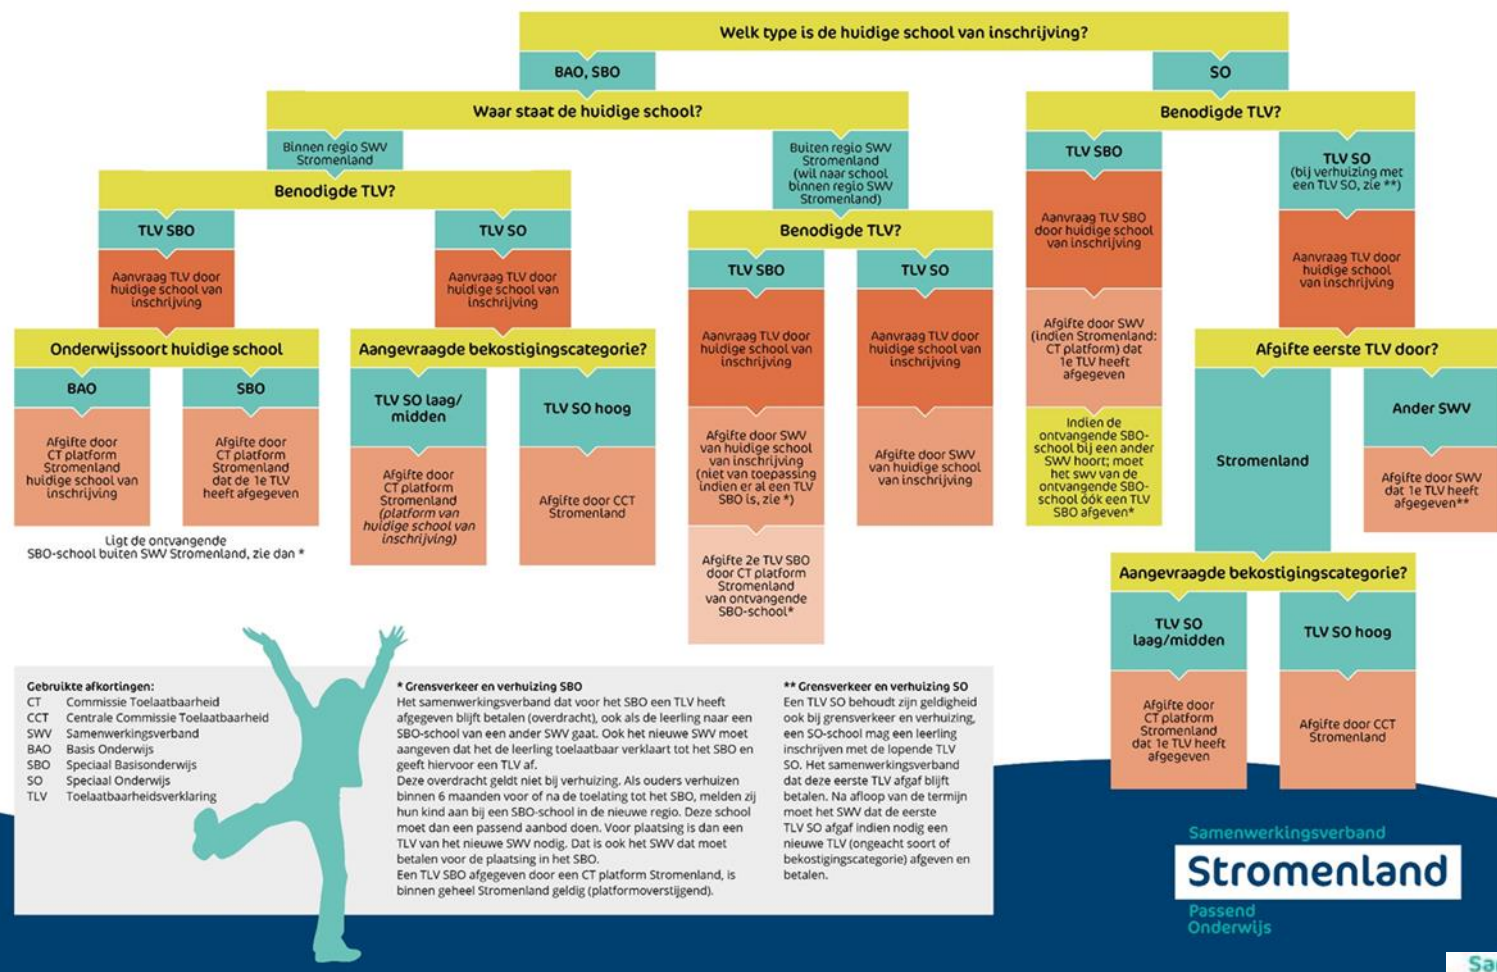 Welk type is de huidige school van inschrijving?
BAO, SBO
SO
Waar staat de huidige school?
Benodigde TLV?
Binnen regio SWV
Stromenland
Buiten regio SWV
Stromenland
(wil naar school
binnen regio SWV
Stromenland)
TLV SBO
TLV SO
(bij verhuizing met
een TLV SO, zie **)
Benodigde TLV?
TLV SBO
TLV SO
Benodigde TLV?
TLV SBO
TLV SO
Aanvraag TLV SBO
door huidige school
van inschrijving
Aanvraag TLV door
huidige school
van inschrijving
Aanvraag TLV door
huidige school van
inschrijving
Aanvraag TLV door
huidige school van
inschrijving
Onderwijssoort huidige school
Aangevraagde bekostigingscategorie?
Aanvraag TLV door
huidige school van
inschrijving
Aanvraag TLV door
huidige school van
inschrijving
Afgifte door SWV
(indien Stromenland:
CT platform) dat
1e TLV heeft
afgegeven
Afgifte eerste TLV door?
BAO
SBO
TLV SO laag/
midden
TLV SO hoog
Stromenland
Ander SWV
Afgifte door
CT platform
Stromenland
huidige school van
inschrijving
Afgifte door
CT platform
Stromenland
dat de 1e TLV
heeft afgegeven
Afgifte door
CT platform
Stromenland
(platform van
huidige school van
inschrijving)
Afgifte door CCT
Stromenland
Afgifte door SWV
van huidige school
van inschrijving
(niet van toepassing
indien er al een TLV
SBO is, zie *)
Afgifte door SWV
van huidige school
van inschrijving
Indien de
ontvangende SBO-
school bij een ander
SWV hoort; moet
het swv van de
ontvangende SBO-
school óók een TLV
SBO afgeven*
Afgifte door SWV
dat 1e TLV heeft
afgegeven**
Ligt de ontvangende
SBO-school buiten SWV Stromenland, zie dan *
Afgifte 2e TLV SBO
door CT platform
Stromenland
van ontvangende
SBO-school*
Aangevraagde bekostigingscategorie?
TLV SO
laag/midden
TLV SO hoog
Afgifte door
CT platform
Stromenland
dat 1e TLV heeft
afgegeven
Afgifte door CCT
Stromenland
Gebruikte afkortingen:
CT Commissie Toelaatbaarheid
CCT Centrale Commissie Toelaatbaarheid
SWV Samenwerkingsverband
BAO Basis Onderwijs
SBO Speciaal Basisonderwijs
SO Speciaal Onderwijs
TLV Toelaatbaarheidsverklaring
* Grensverkeer en verhuizing SBO
Het samenwerkingsverband dat voor het SBO een TLV heeft
afgegeven blijft betalen (overdracht), ook als de leerling naar een
SBO-school van een ander SWV gaat. Ook het nieuwe SWV moet
aangeven dat het de leerling toelaatbaar verklaart tot het SBO en
geeft hiervoor een TLV af.
Deze overdracht geldt niet bij verhuizing. Als ouders verhuizen
binnen 6 maanden voor of na de toelating tot het SBO, melden zij
hun kind aan bij een SBO-school in de nieuwe regio. Deze school
moet dan een passend aanbod doen. Voor plaatsing is dan een
TLV van het nieuwe SWV nodig. Dat is ook het SWV dat moet
betalen voor de plaatsing in het SBO.
Een TLV SBO afgegeven door een CT platform Stromenland, is
binnen geheel Stromenland geldig (platformoverstijgend).
** Grensverkeer en verhuizing SO
Een TLV SO behoudt zijn geldigheid
ook bij grensverkeer en verhuizing,
een SO-school mag een leerling
inschrijven met de lopende TLV
SO. Het samenwerkingsverband
dat deze eerste TLV afgaf blijft
betalen. Na afloop van de termijn
moet het SWV dat de eerste
TLV SO afgaf indien nodig een
nieuwe TLV (ongeacht soort of
bekostigingscategorie) afgeven en
betalen.
Samenwerkingsverband
Stromenland
Passend
Onderwijs